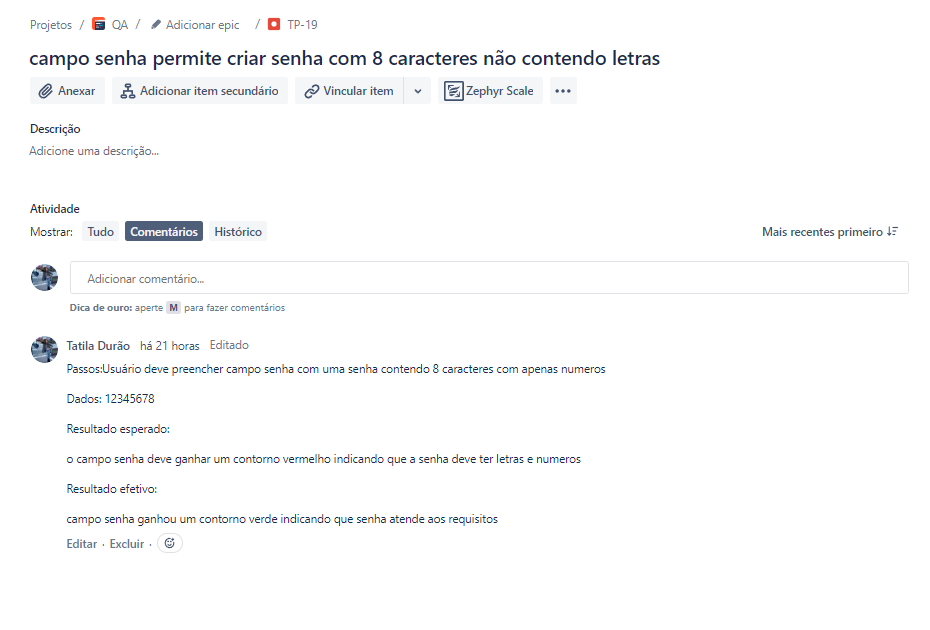 Projetos / QA / Adicionar epic / TP-19
campo senha permite criar senha com 8 caracteres não contendo letras
Anexar Adicionar item secundário Vincular item Zephyr Scale
Descrição
Adicione uma descrição...
Atividade
Mostrar: Tudo Comentários Histórico Mais recentes primeiro
Adicionar comentário...
Dica de ouro: aperte M para fazer comentários
Tatila Durão há 21 horas Editado
Passos:Usuário deve preencher campo senha com uma senha contendo 8 caracteres com apenas numeros
Dados: 12345678
Resultado esperado:
o campo senha deve ganhar um contorno vermelho indicando que a senha deve ter letras e numeros
Resultado efetivo:
campo senha ganhou um contorno verde indicando que senha atende aos requisitos
Editar · Excluir ·